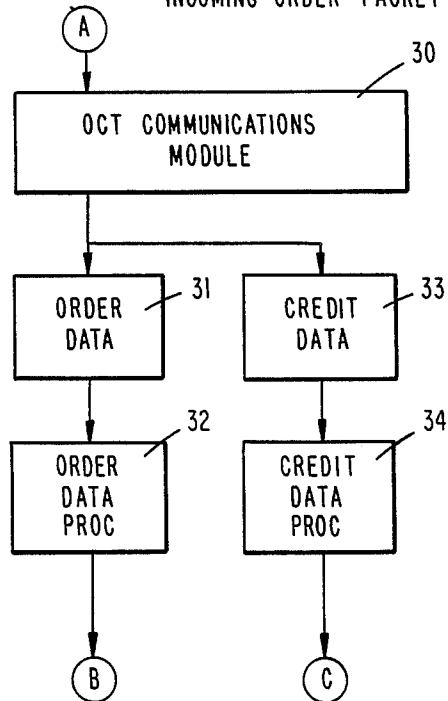 INCOMING ORDER PACKET
A
30
OCT COMMUNICATIONS
MODULE
31
ORDER
DATA
33
CREDIT
DATA
32
ORDER
DATA
PROC
34
CREDIT
DATA
PROC
B
C